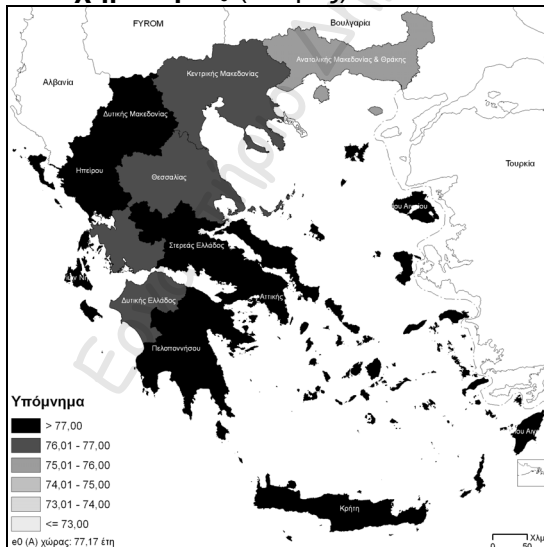 FYROM
Βουλγαρία
Αλβανία
Κεντρικής Μακεδονίας
Ανατολικής Μακεδονίας & Θράκης
Δυτικής Μακεδονίας
Τουρκία
Ηπείρου
Θεσσαλίας
Στερεάς Ελλάδος
Δυτικής Ελλάδος
Αττικής
Πελοποννήσου
Κρήτη
Υπόμνημα
> 77,00
76,01 - 77,00
75,01 - 76,00
74,01 - 75,00
73,01 - 74,00
<= 73,00
e0 (Α) χώρας: 77,17 έτη
0 50